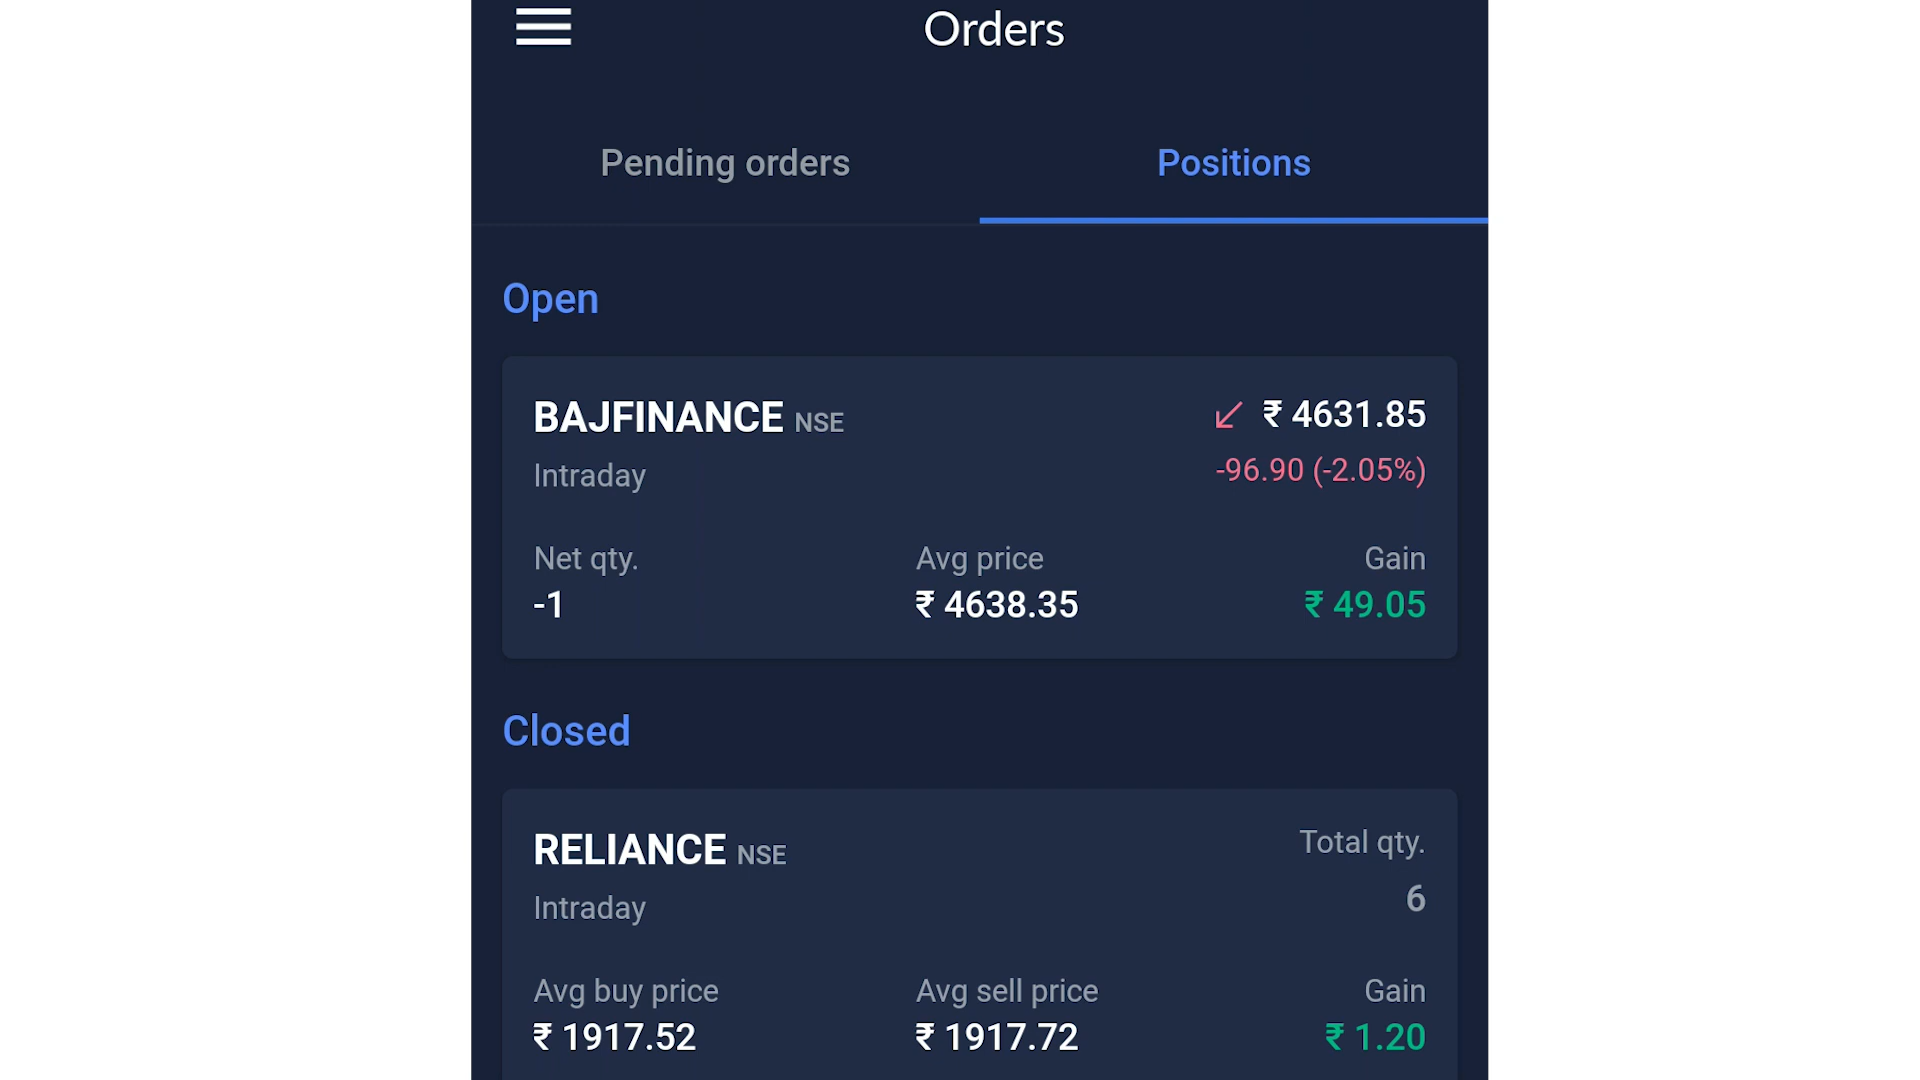 Orders
Pending orders Positions
Open
BAJFINANCE NSE ₹ 4631.85
Intraday -96.90 (-2.05%)
Net qty. Avg price Gain
-1 ₹ 4638.35 ₹ 49.05
Closed
RELIANCE NSE Total qty.
Intraday 6
Avg buy price Avg sell price Gain
₹ 1917.52 ₹ 1917.72 ₹ 1.20